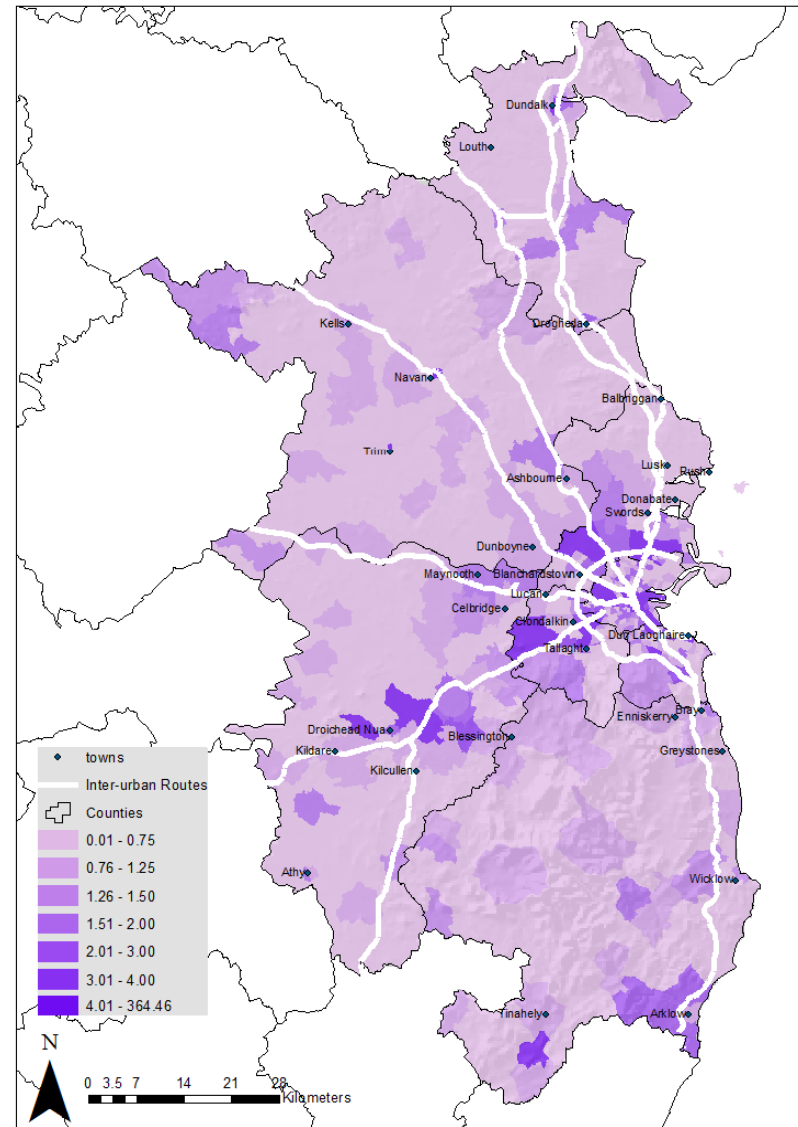 Dundalk
Louth
Kells
Drogheda
Navan
Balbriggan
Trim
Lusk
Rush
Ashbourne
Donabate
Swords
Dunboyne
Maynooth
Blanchardstown
Lucan
Celbridge
Clondalkin
Dun Laoghaire
Tallaght
Enniskerry
Bray
Droichead Nua
Blessington
Kildare
Greystones
Kilcullen
Athy
Wicklow
Tinahely
Arklow
towns
Inter-urban Routes
Counties
0.01 - 0.75
0.76 - 1.25
1.26 - 1.50
1.51 - 2.00
2.01 - 3.00
3.01 - 4.00
4.01 - 364.46
N
0 3.5 7 14 21 28
Kilometers